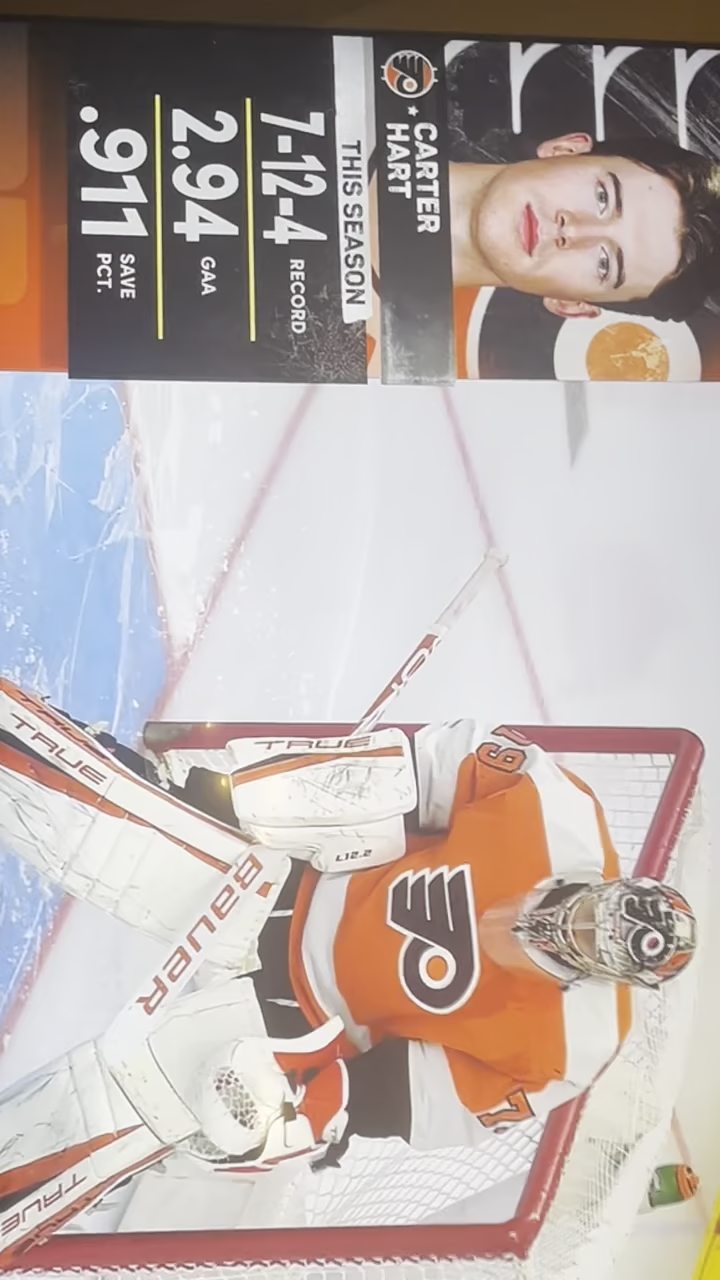 CARTER
HART
THIS SEASON
7-12-4 RECORD
2.94 GAA
.911 SAVE
PCT.
TRUE
L12.2
TRUE
BAUER
TRUE